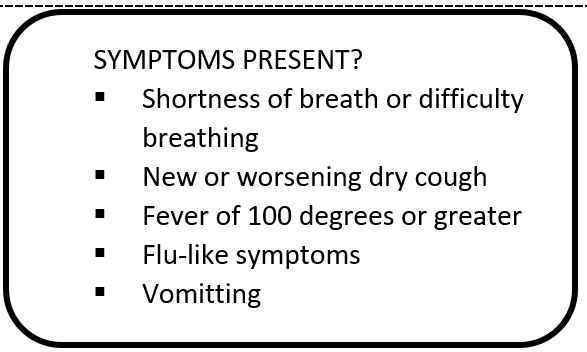 SYMPTOMS PRESENT?
▪ Shortness of breath or difficulty
breathing
▪ New or worsening dry cough
▪ Fever of 100 degrees or greater
▪ Flu-like symptoms
▪ Vomitting